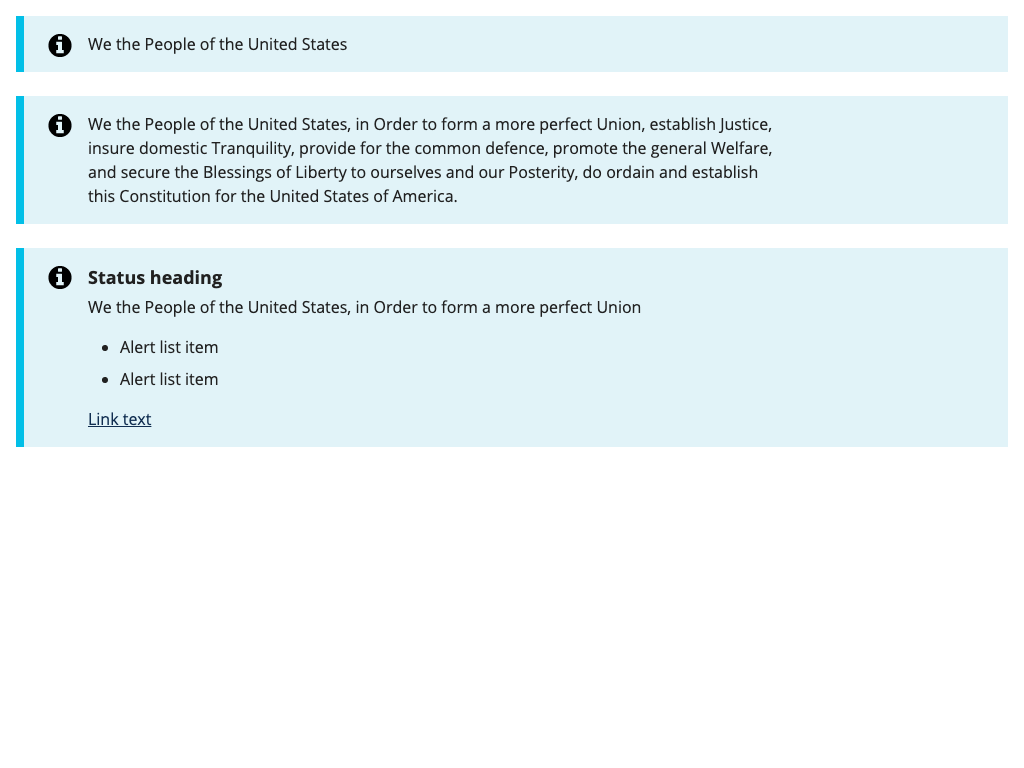 We the People of the United States
We the People of the United States, in Order to form a more perfect Union, establish Justice,
insure domestic Tranquility, provide for the common defence, promote the general Welfare,
and secure the Blessings of Liberty to ourselves and our Posterity, do ordain and establish
this Constitution for the United States of America.
Status heading
We the People of the United States, in Order to form a more perfect Union
• Alert list item
• Alert list item
Link text